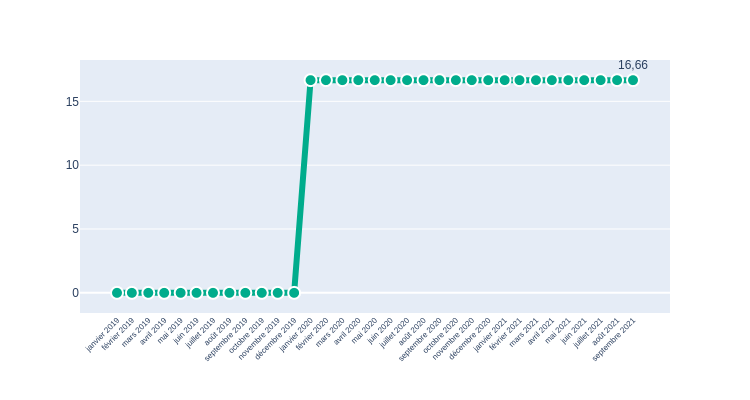 16,66
15
10
5
0
janvier 2019
février 2019
mars 2019
avril 2019
mai 2019
juin 2019
juillet 2019
août 2019
septembre 2019
octobre 2019
novembre 2019
décembre 2019
janvier 2020
février 2020
mars 2020
avril 2020
mai 2020
juin 2020
juillet 2020
août 2020
septembre 2020
octobre 2020
novembre 2020
décembre 2020
janvier 2021
février 2021
mars 2021
avril 2021
mai 2021
juin 2021
juillet 2021
août 2021
septembre 2021